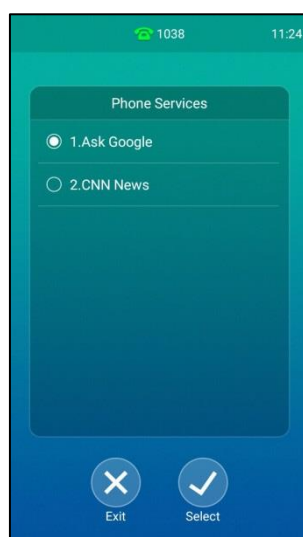 1038 11:24
Phone Services
1.Ask Google
2.CNN News
Exit Select